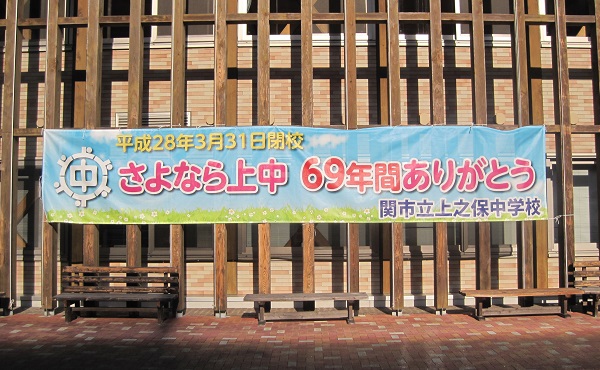 平成28年3月31日閉校
中 さよなら上中 69年間ありがとう
関市立上之保中学校